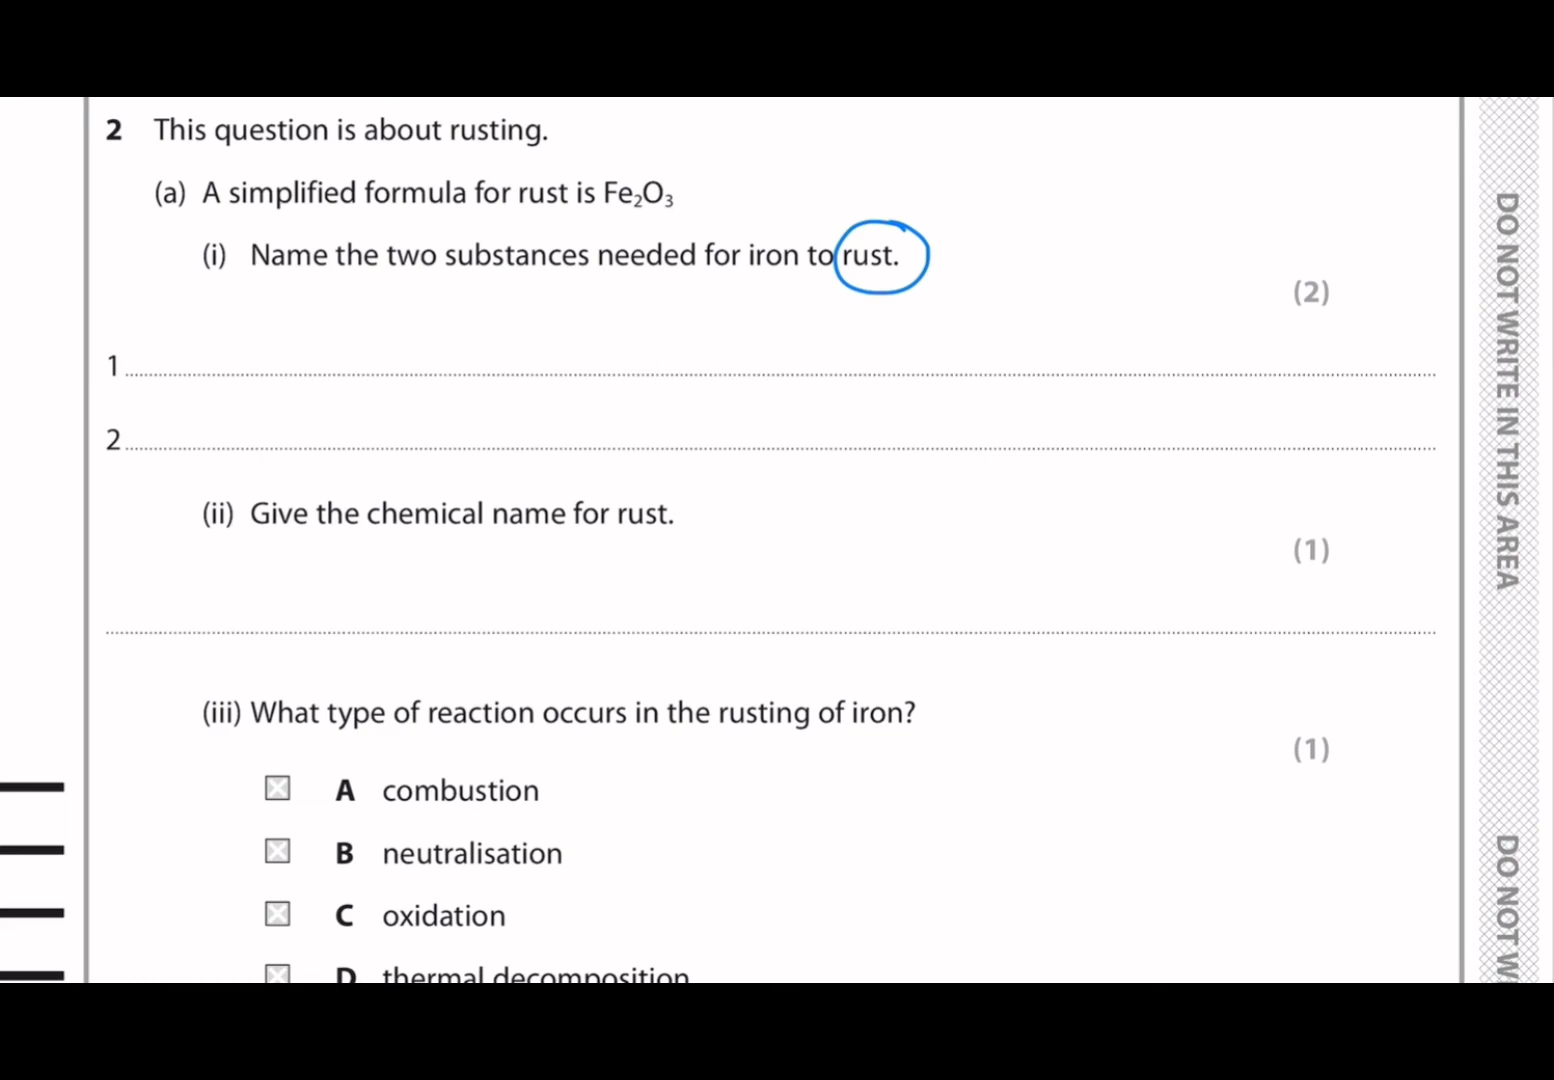 2 This question is about rusting.
(a) A simplified formula for rust is Fe₂O₃
(i) Name the two substances needed for iron to rust.
(2)
1
2
(ii) Give the chemical name for rust.
(1)
(iii) What type of reaction occurs in the rusting of iron?
(1)
A combustion
B neutralisation
C oxidation
D thermal decomposition
DO NOT WRITE IN THIS AREA
DO NOT W